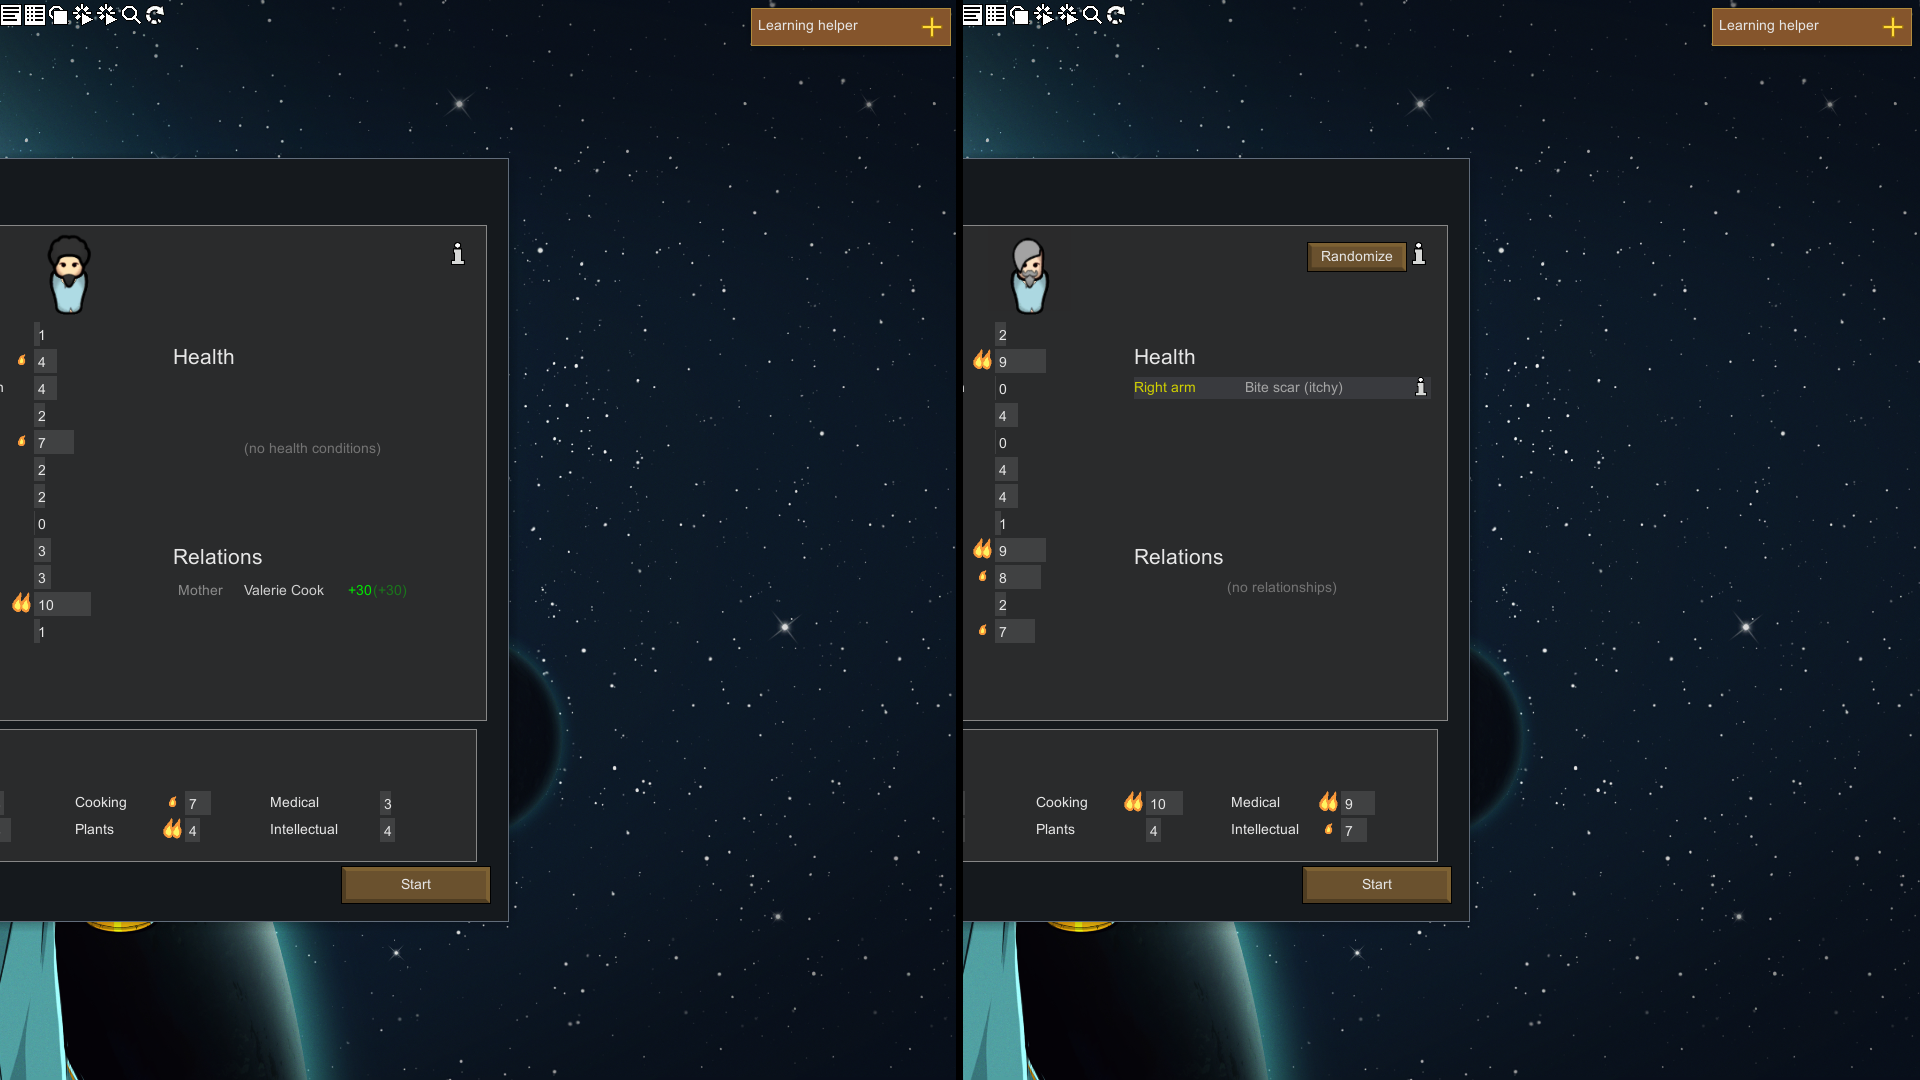 Learning helper
1
4
4
2
7
2
2
0
3
3
10
1
Health
(no health conditions)
Relations
Mother Valerie Cook +30(+30)
Cooking 7 Medical 3
Plants 4 Intellectual 4
Start
Learning helper
Randomize
2
9
0
4
0
4
4
1
9
8
2
7
Health
Right arm Bite scar (itchy)
Relations
(no relationships)
Cooking 10 Medical 9
Plants 4 Intellectual 7
Start